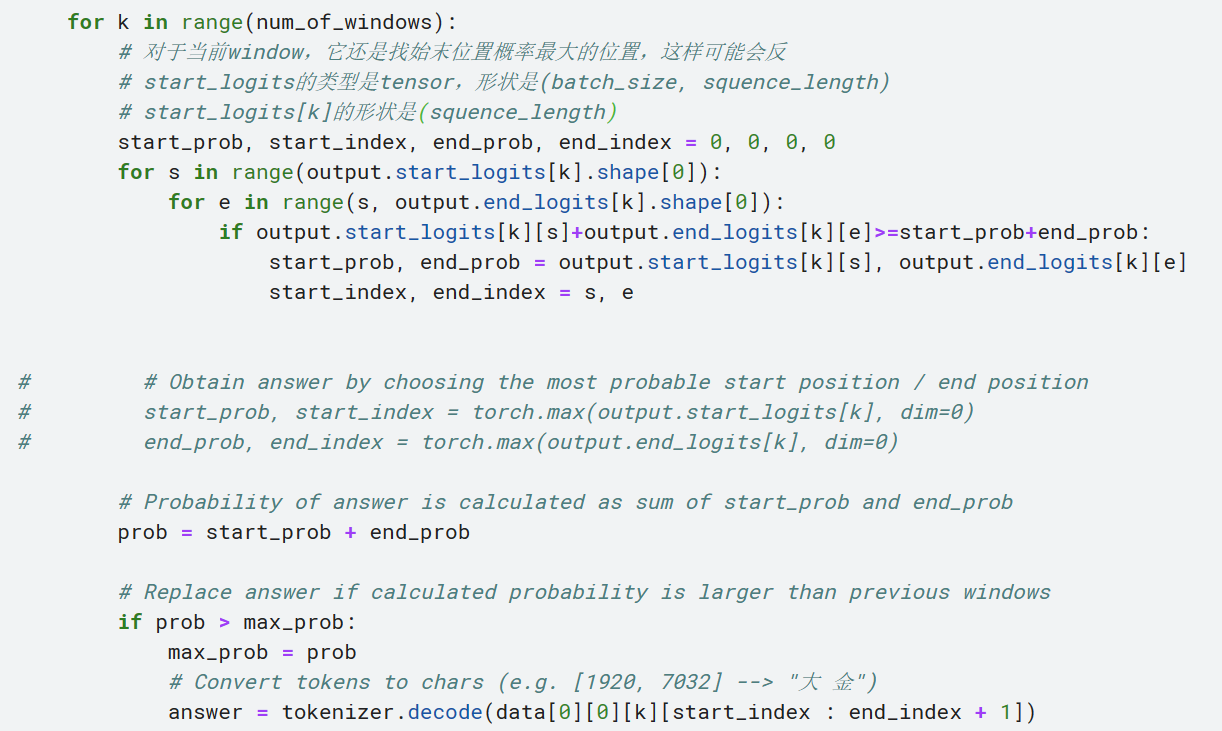 for k in range(num_of_windows):
# 对于当前window，它还是找始末位置概率最大的位置，这样可能会反
# start_logits的类型是tensor，形状是(batch_size, squence_length)
# start_logits[k]的形状是(squence_length)
start_prob, start_index, end_prob, end_index = 0, 0, 0, 0
for s in range(output.start_logits[k].shape[0]):
for e in range(s, output.end_logits[k].shape[0]):
if output.start_logits[k][s]+output.end_logits[k][e]>=start_prob+end_prob:
start_prob, end_prob = output.start_logits[k][s], output.end_logits[k][e]
start_index, end_index = s, e
# # Obtain answer by choosing the most probable start position / end position
# start_prob, start_index = torch.max(output.start_logits[k], dim=0)
# end_prob, end_index = torch.max(output.end_logits[k], dim=0)
# Probability of answer is calculated as sum of start_prob and end_prob
prob = start_prob + end_prob
# Replace answer if calculated probability is larger than previous windows
if prob > max_prob:
max_prob = prob
# Convert tokens to chars (e.g. [1920, 7032] --> "大 金")
answer = tokenizer.decode(data[0][0][k][start_index : end_index + 1])